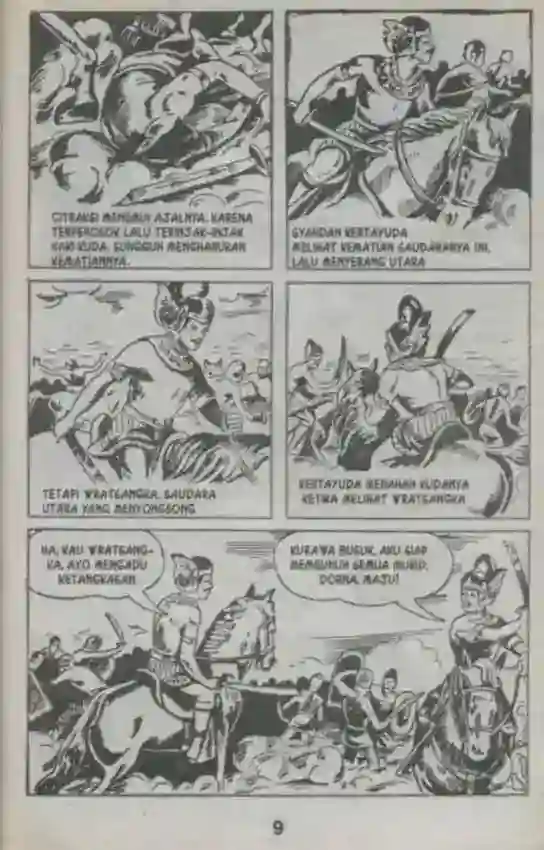 CITRAKSI MENEMUI AJALNYA, KARENA
TERPEROSOK LALU TERINJAK-INJAK
KAKI KUDA. SUNGGUH MENGHARUKAN
KEMATIANNYA.
GYANDAN KERTAYUDA
MELIHAT KEMATIAN SAUDARANYA INI,
LALU MENYERANG UTARA
TETAPI WRATSANGKA, SAUDARA
UTARA YANG MENYONGSONG
KERTAYUDA MENAHAN KUDANYA
KETIKA MELIHAT WRATSANGKA
HA, KAU WRATSANG-
KA, AYO MENGADU
KETANGKASAN
KURAWA BUSUK, AKU SIAP
MEMBUNUH SEMUA MURID
DORNA, MAJU!
9